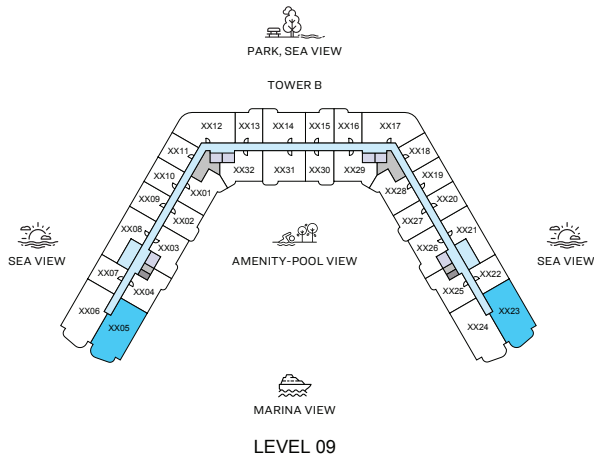 PARK, SEA VIEW
TOWER B
XX12
XX13
XX14
XX15
XX16
XX17
XX11
XX18
XX10
XX32
XX31
XX30
XX29
XX19
XX01
XX28
XX09
XX20
XX02
XX27
XX08
XX21
XX03
XX26
SEA VIEW
AMENITY-POOL VIEW
SEA VIEW
XX07
XX22
XX04
XX25
XX06
XX23
XX05
XX24
MARINA VIEW
LEVEL 09